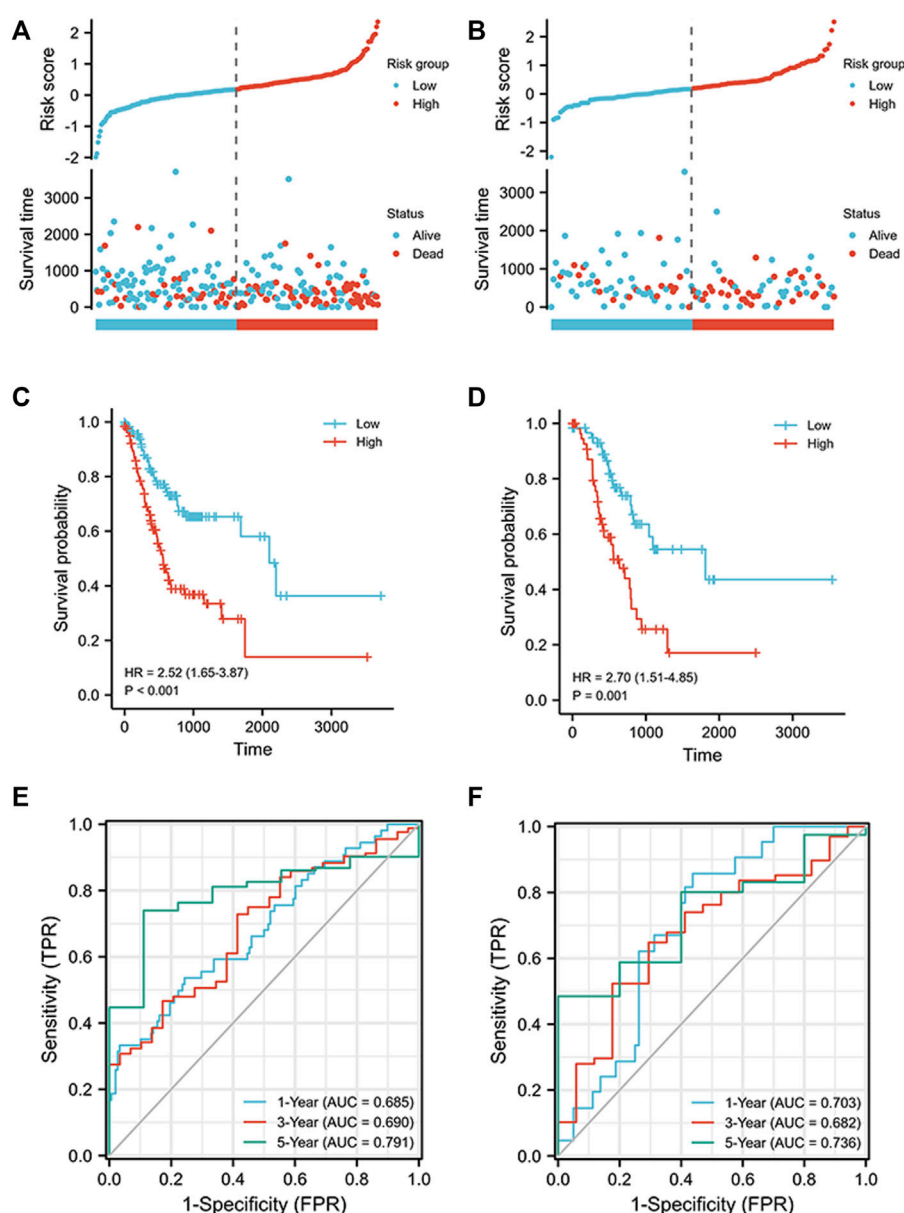 A
Risk score
2
1
0
-1
-2
Risk group
Low
High
Survival time
3000
2000
1000
0
Status
Alive
Dead
B
Risk score
2
1
0
-1
-2
Risk group
Low
High
Survival time
3000
2000
1000
0
Status
Alive
Dead
C
Survival probability
1.0
0.8
0.6
0.4
0.2
0.0
Low
High
HR = 2.52 (1.65-3.87)
P < 0.001
0 1000 2000 3000
Time
D
Survival probability
1.0
0.8
0.6
0.4
0.2
0.0
Low
High
HR = 2.70 (1.51-4.85)
P = 0.001
0 1000 2000 3000
Time
E
Sensitivity (TPR)
1.0
0.8
0.6
0.4
0.2
0.0
1-Year (AUC = 0.685)
3-Year (AUC = 0.690)
5-Year (AUC = 0.791)
0.0 0.2 0.4 0.6 0.8 1.0
1-Specificity (FPR)
F
Sensitivity (TPR)
1.0
0.8
0.6
0.4
0.2
0.0
1-Year (AUC = 0.703)
3-Year (AUC = 0.682)
5-Year (AUC = 0.736)
0.0 0.2 0.4 0.6 0.8 1.0
1-Specificity (FPR)